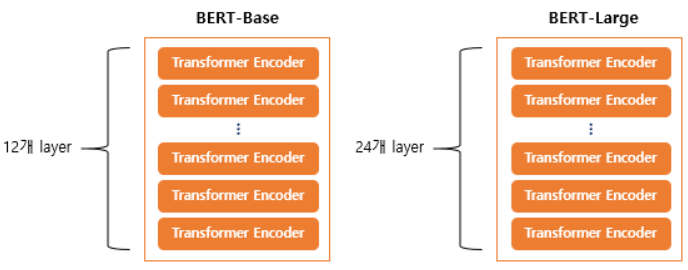 BERT-Base
Transformer Encoder
Transformer Encoder
⋮
Transformer Encoder
Transformer Encoder
Transformer Encoder
12개 layer
BERT-Large
Transformer Encoder
Transformer Encoder
⋮
Transformer Encoder
Transformer Encoder
Transformer Encoder
24개 layer